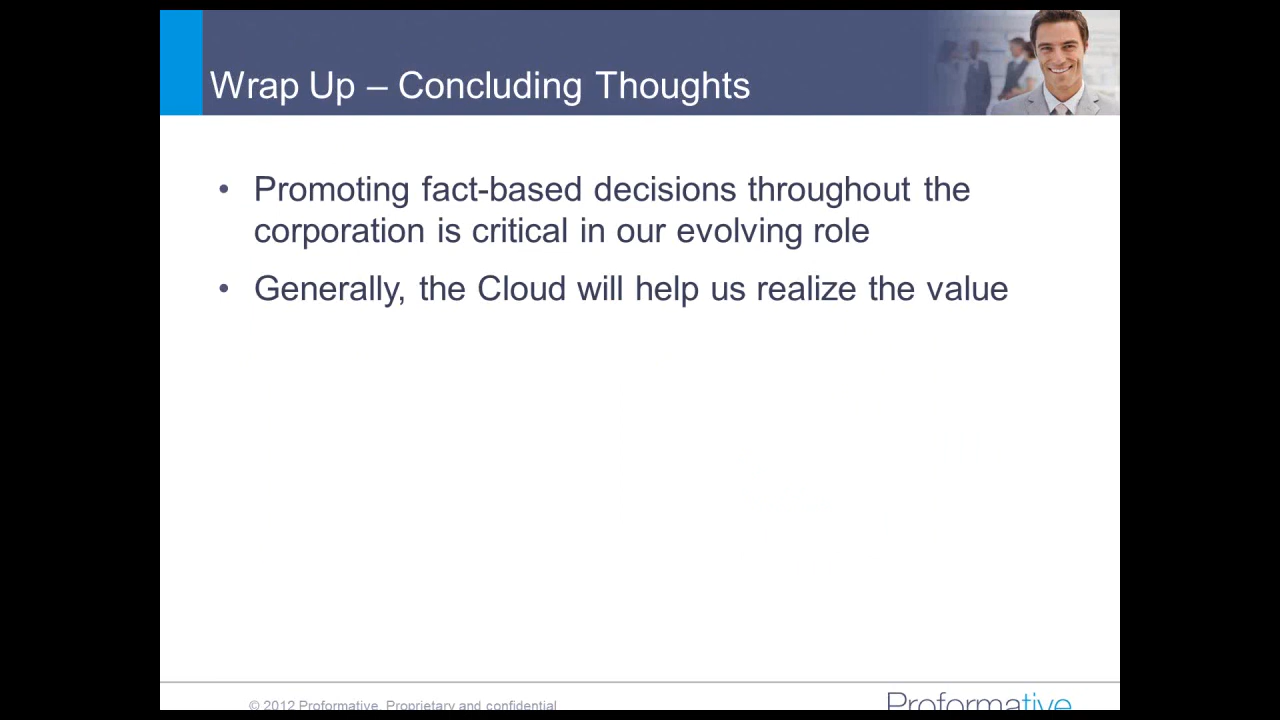 Wrap Up – Concluding Thoughts
• Promoting fact-based decisions throughout the
corporation is critical in our evolving role
• Generally, the Cloud will help us realize the value
© 2012 Proformative. Proprietary and confidential
Proformative